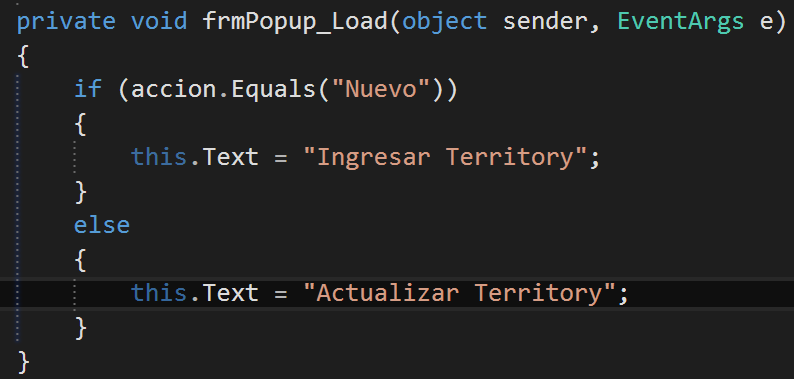 private void frmPopup_Load(object sender, EventArgs e)
{
    if (accion.Equals("Nuevo"))
    {
        this.Text = "Ingresar Territory";
    }
    else
    {
        this.Text = "Actualizar Territory";
    }
}